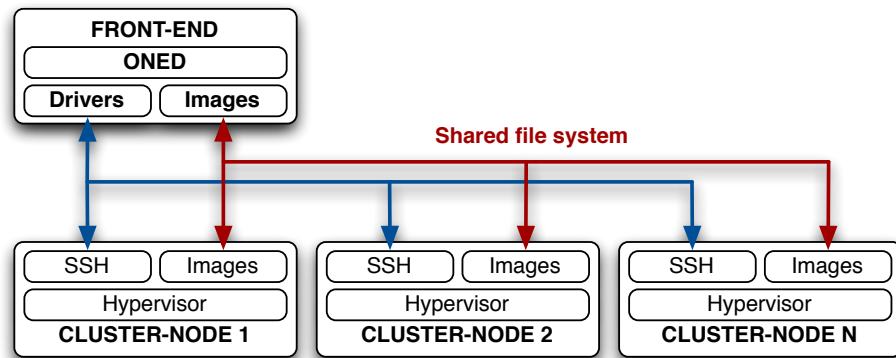 FRONT-END
ONED
Drivers Images
Shared file system
SSH Images SSH Images SSH Images
Hypervisor Hypervisor Hypervisor
CLUSTER-NODE 1 CLUSTER-NODE 2 CLUSTER-NODE N